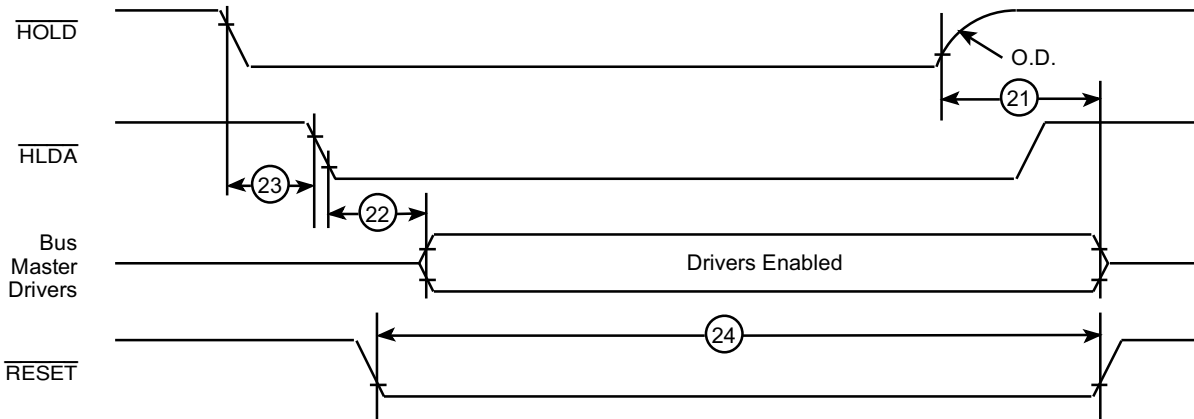 HOLD
O.D.
21
HLDA
23
22
Bus
Master
Drivers
Drivers Enabled
24
RESET